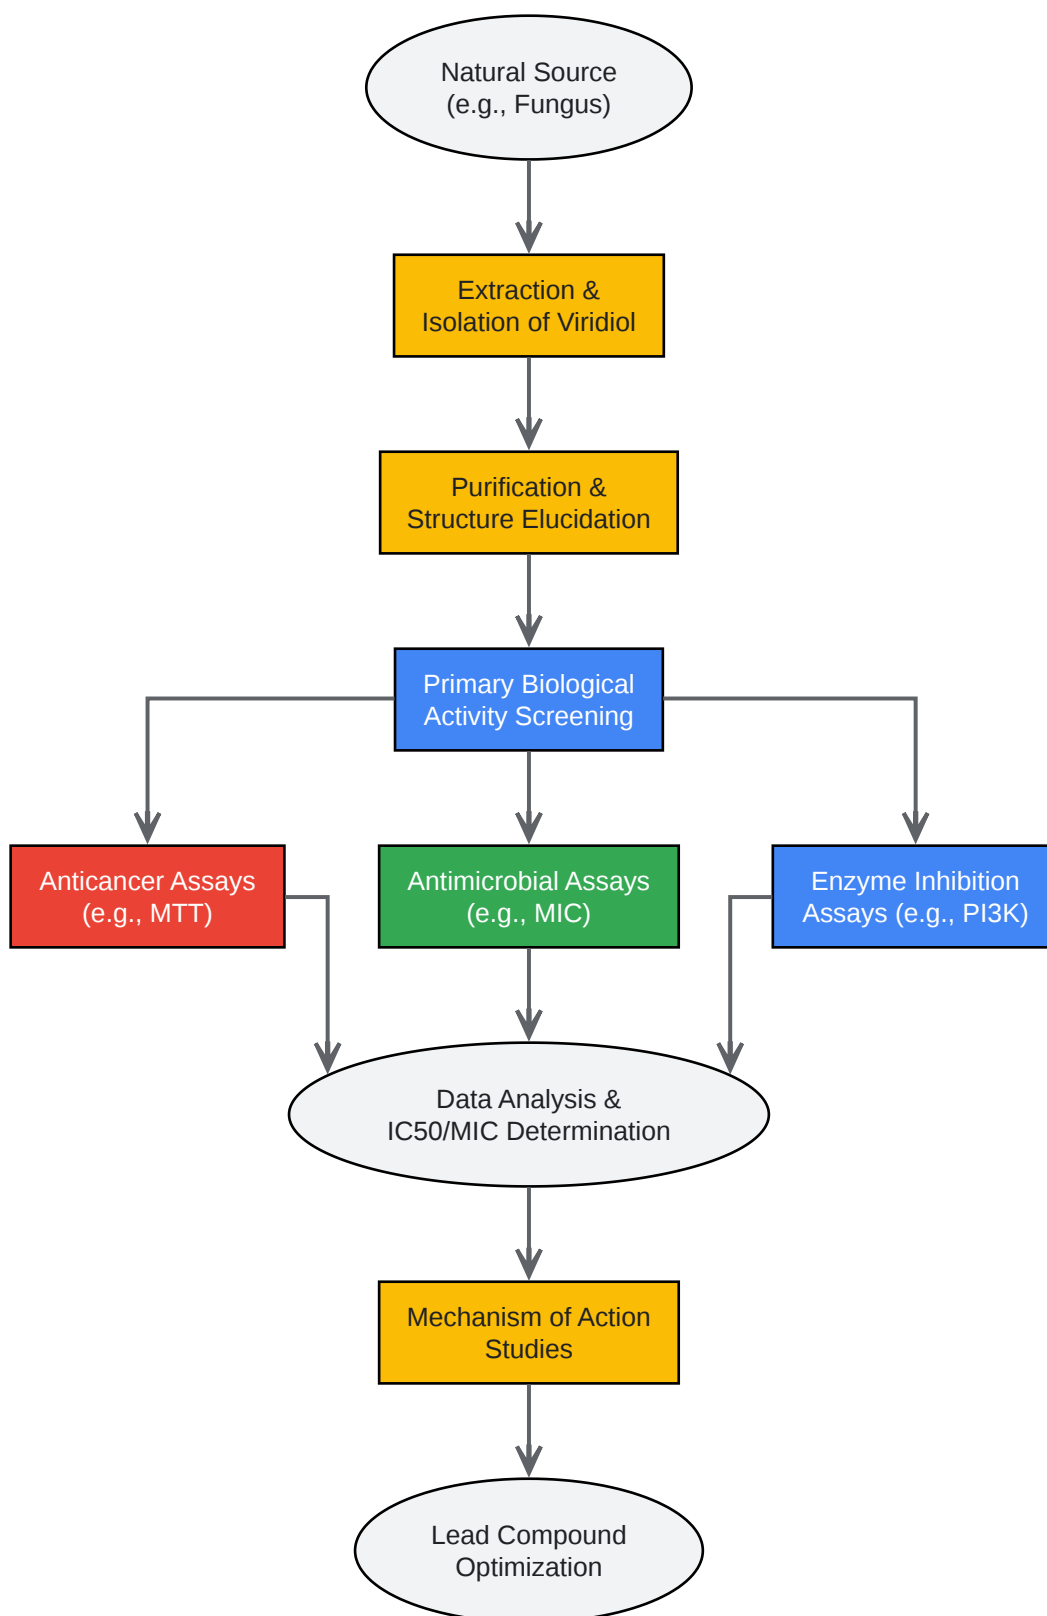 Natural Source
(e.g., Fungus)
Extraction &
Isolation of Viridiol
Purification &
Structure Elucidation
Primary Biological
Activity Screening
Anticancer Assays
(e.g., MTT)
Antimicrobial Assays
(e.g., MIC)
Enzyme Inhibition
Assays (e.g., PI3K)
Data Analysis &
IC50/MIC Determination
Mechanism of Action
Studies
Lead Compound
Optimization